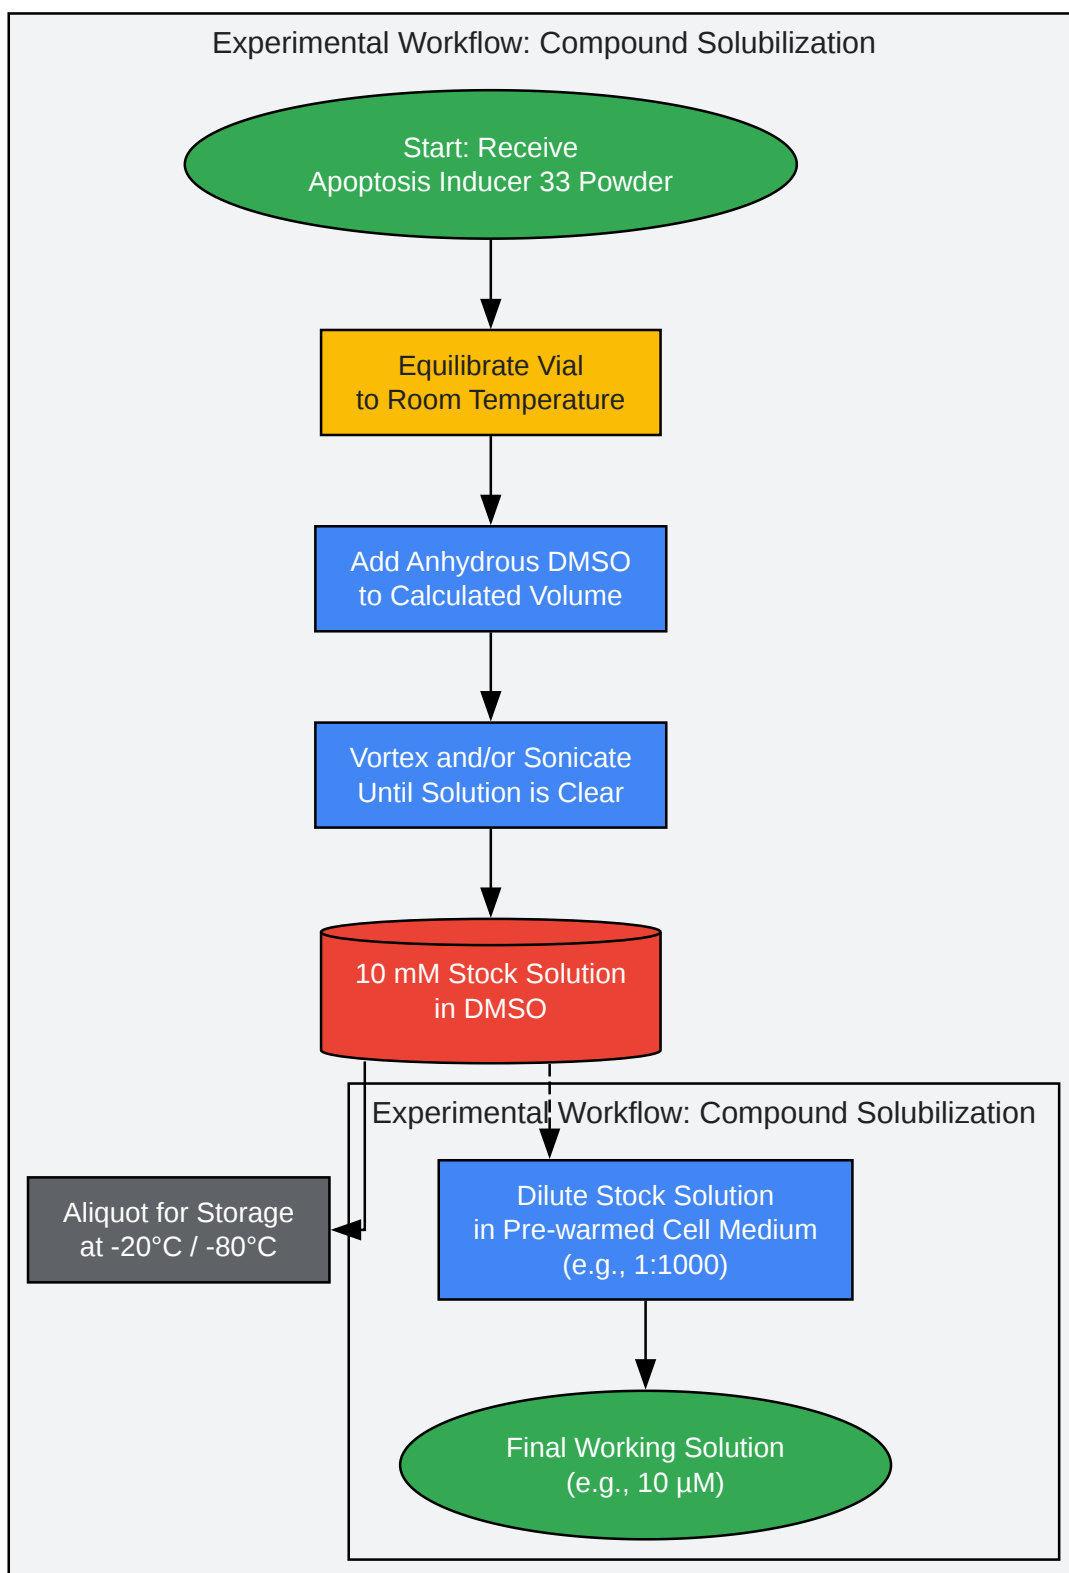 Experimental Workflow: Compound Solubilization
Start: Receive
Apoptosis Inducer 33 Powder
Equilibrate Vial
to Room Temperature
Add Anhydrous DMSO
to Calculated Volume
Vortex and/or Sonicate
Until Solution is Clear
10 mM Stock Solution
in DMSO
Experimental Workflow: Compound Solubilization
Aliquot for Storage
at -20°C / -80°C
Dilute Stock Solution
in Pre-warmed Cell Medium
(e.g., 1:1000)
Final Working Solution
(e.g., 10 µM)